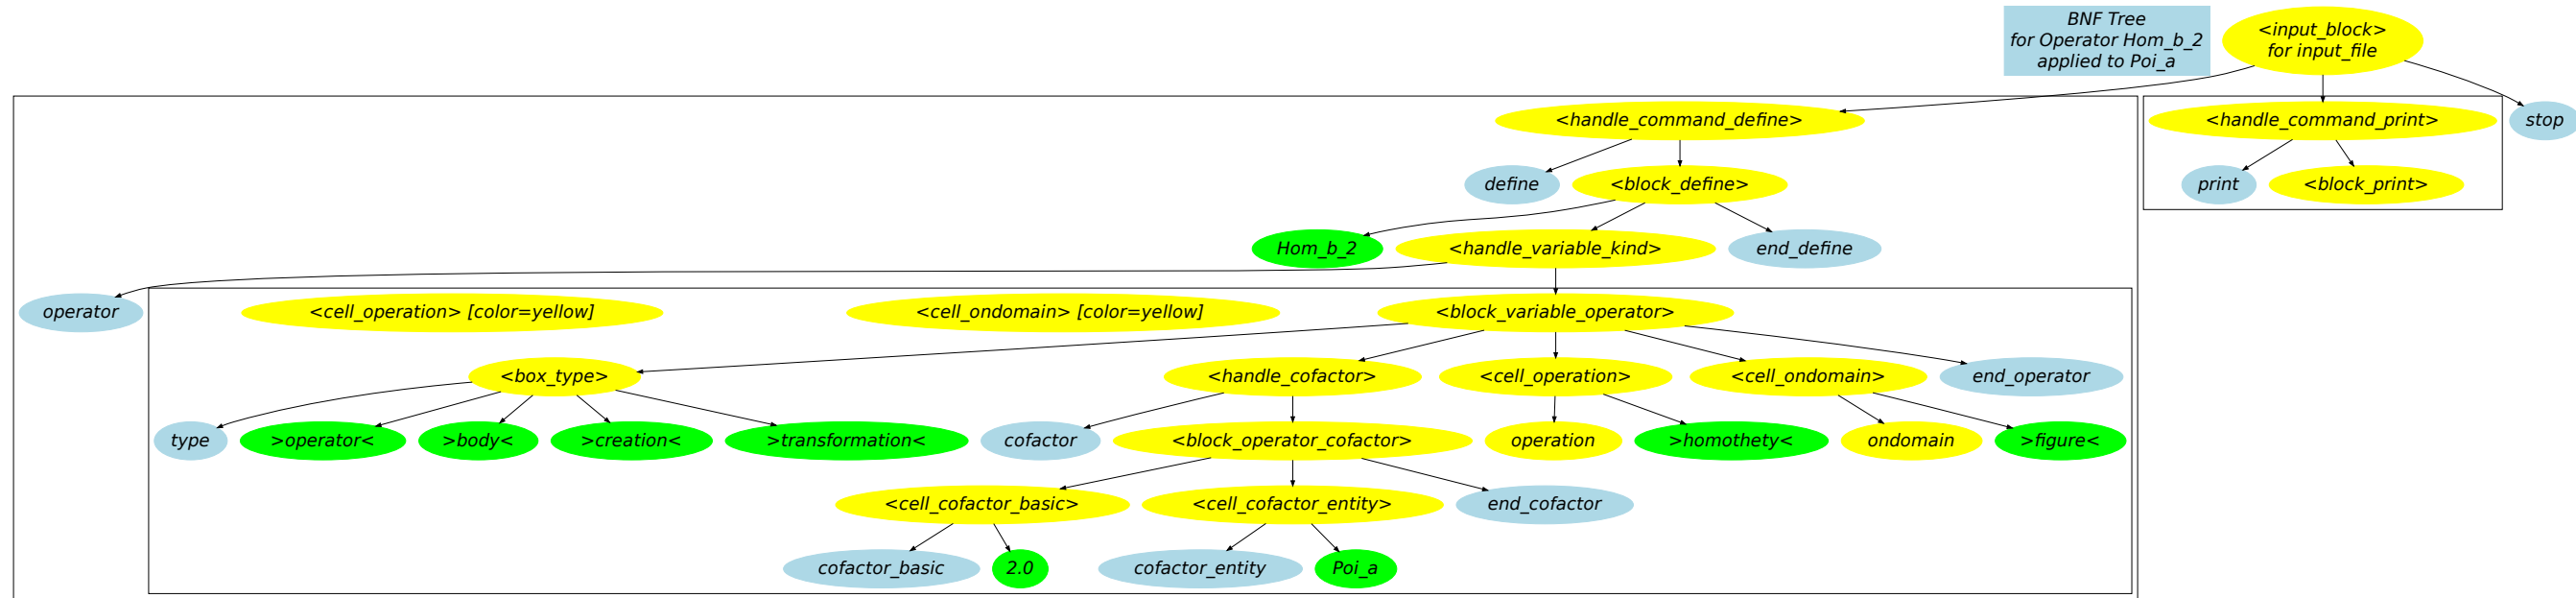 BNF Tree
for Operator Hom_b_2
applied to Poi_a
<input_block>
for input_file
<handle_command_define>
<handle_command_print>
stop
define
<block_define>
print
<block_print>
Hom_b_2
<handle_variable_kind>
end_define
operator
<cell_operation> [color=yellow]
<cell_ondomain> [color=yellow]
<block_variable_operator>
<box_type>
<handle_cofactor>
<cell_operation>
<cell_ondomain>
end_operator
type
>operator<
>body<
>creation<
>transformation<
cofactor
<block_operator_cofactor>
operation
>homothety<
ondomain
>figure<
<cell_cofactor_basic>
<cell_cofactor_entity>
end_cofactor
cofactor_basic
2.0
cofactor_entity
Poi_a